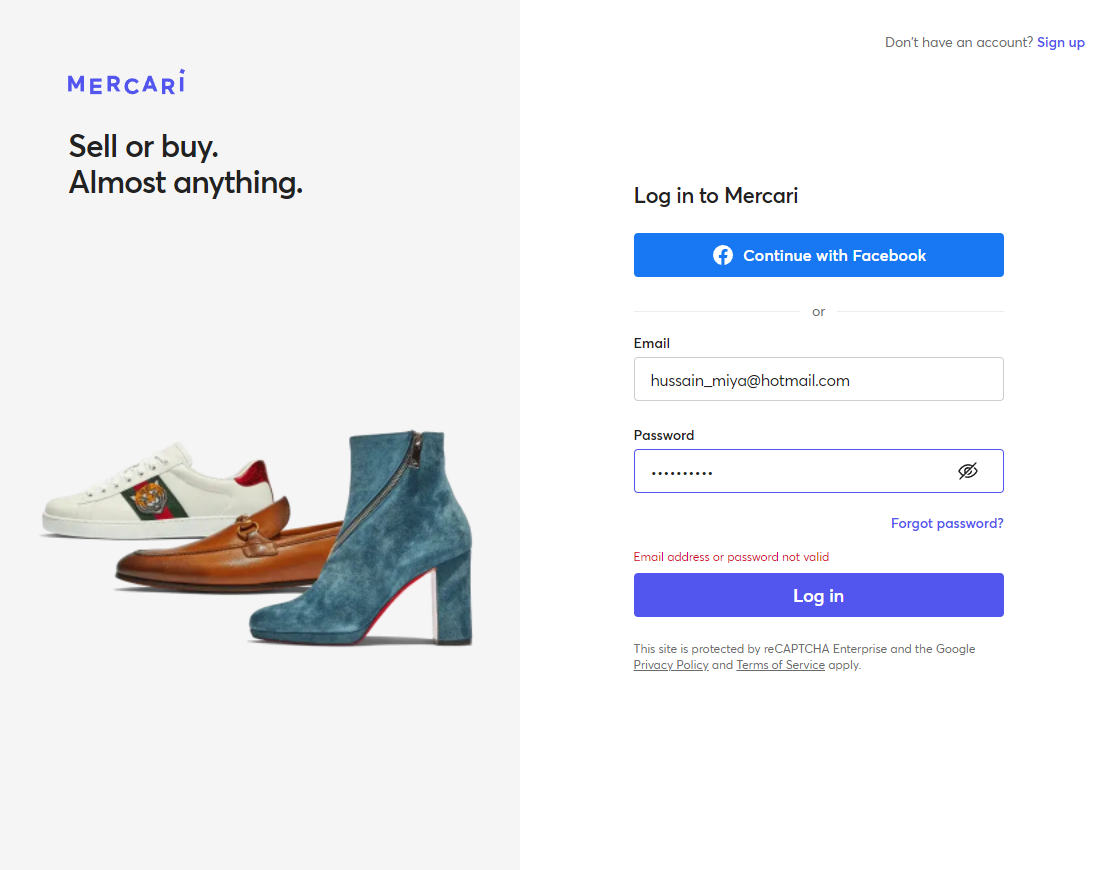 Don't have an account? Sign up
MERCARI
Sell or buy.
Almost anything.
Log in to Mercari
Continue with Facebook
or
Email
hussain_miya@hotmail.com
Password
••••••••••
Forgot password?
Email address or password not valid
Log in
This site is protected by reCAPTCHA Enterprise and the Google
Privacy Policy and Terms of Service apply.